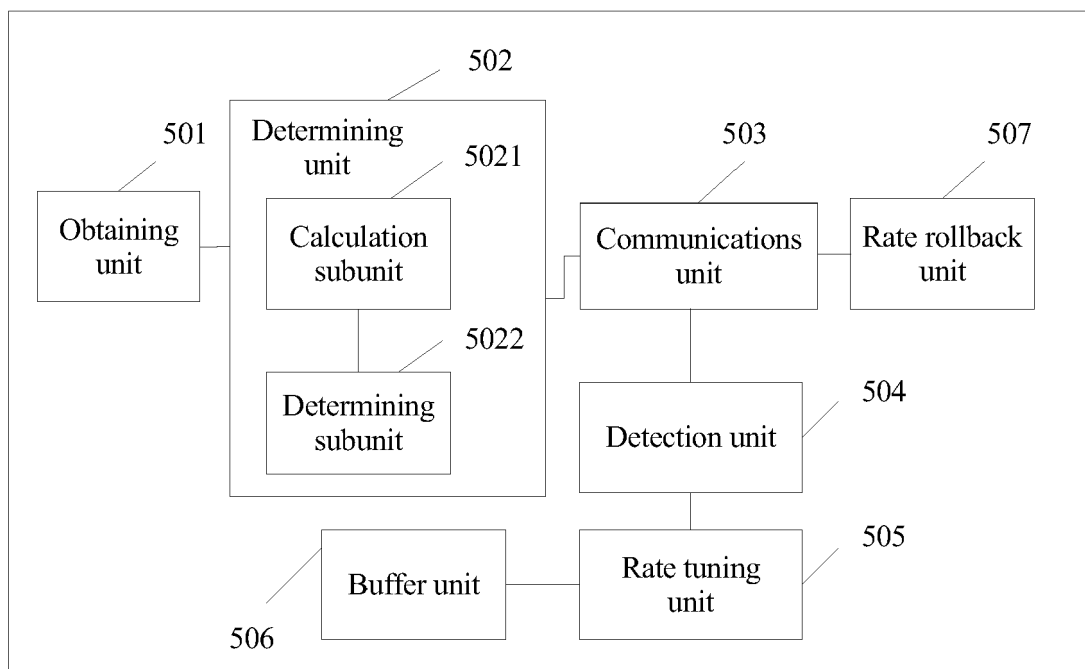 502
501
Determining
unit
5021
503
507
Obtaining
unit
Calculation
subunit
Communications
unit
Rate rollback
unit
5022
Determining
subunit
504
Detection unit
505
Buffer unit
Rate tuning
unit
506